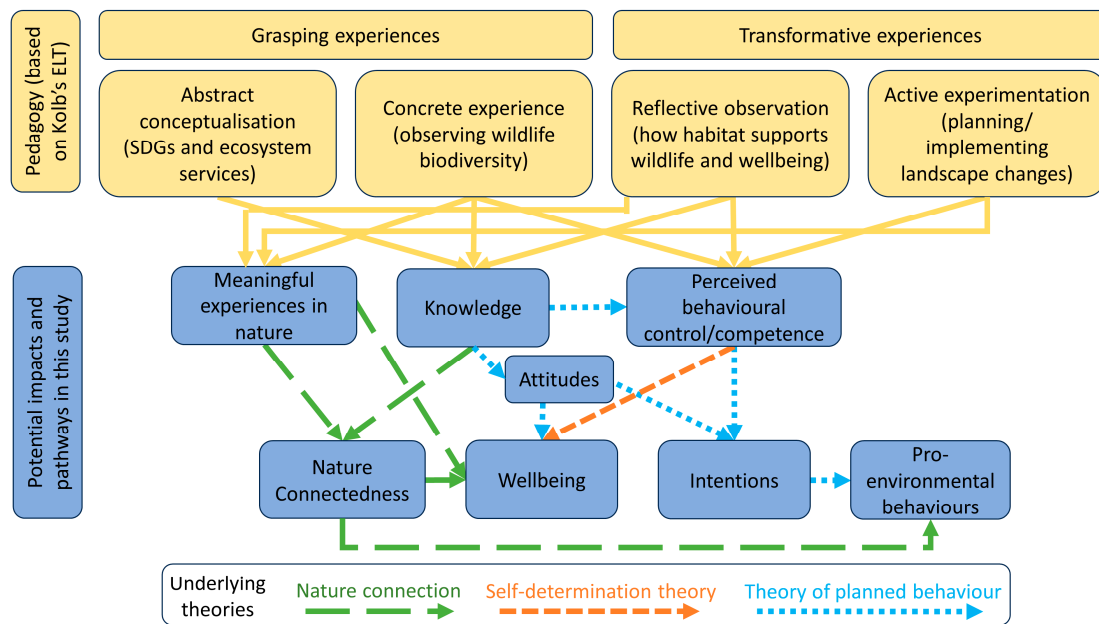 Pedagogy (based
on Kolb's ELT)
Grasping experiences
Transformative experiences
Abstract
conceptualisation
(SDGs and ecosystem
services)
Concrete experience
(observing wildlife
biodiversity)
Reflective observation
(how habitat supports
wildlife and wellbeing)
Active experimentation
(planning/
implementing
landscape changes)
Potential impacts and
pathways in this study
Meaningful
experiences in
nature
Knowledge
Perceived
behavioural
control/competence
Attitudes
Nature
Connectedness
Wellbeing
Intentions
Pro-
environmental
behaviours
Underlying
theories
Nature connection
Self-determination theory
Theory of planned behaviour